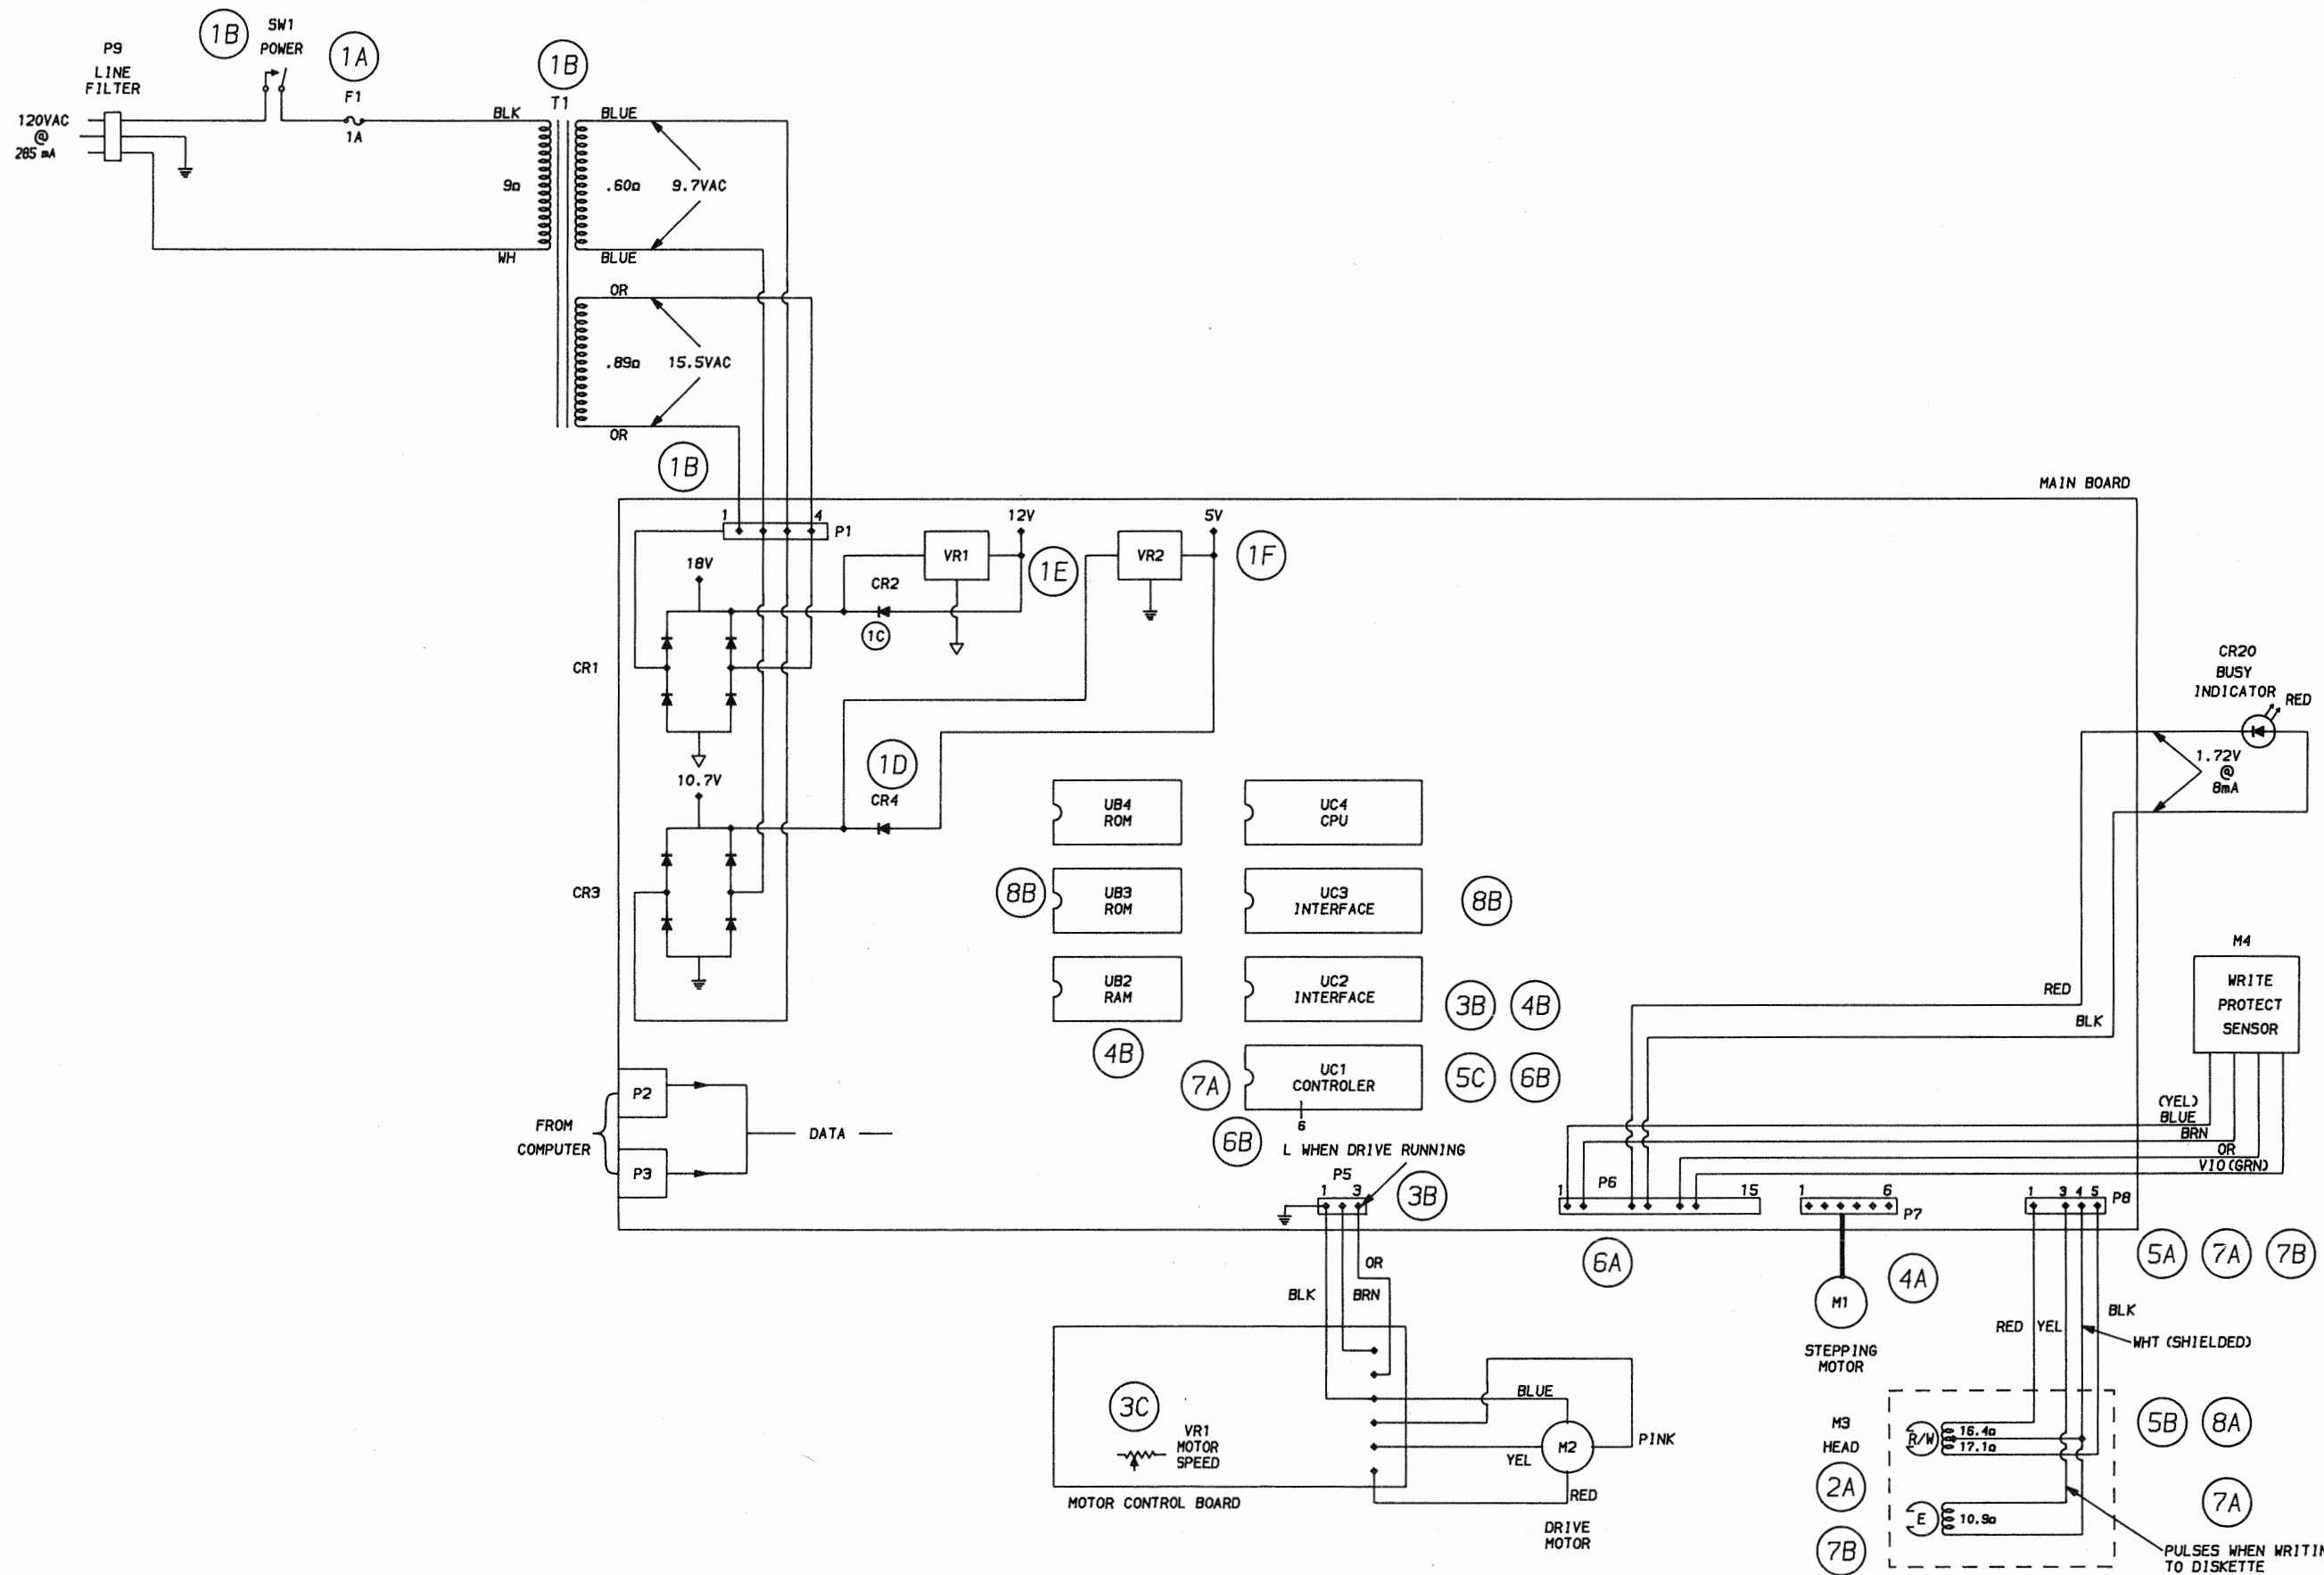 1B
SW1
POWER
1A
F1
1A
P9
LINE
FILTER
120VAC
@
285 mA
1B
T1
BLK
WH
9Ω
BLUE
.60Ω
9.7VAC
BLUE
OR
.89Ω
15.5VAC
OR
1B
MAIN BOARD
1
4
P1
18V
CR1
CR2
1C
VR1
12V
1E
VR2
5V
1F
10.7V
CR3
1D
CR4
UB4
ROM
UC4
CPU
8B
UB3
ROM
UC3
INTERFACE
8B
UB2
RAM
UC2
INTERFACE
3B
4B
4B
7A
UC1
CONTROLER
6
5C
6B
6B
L WHEN DRIVE RUNNING
FROM
COMPUTER
P2
P3
DATA
CR20
BUSY
INDICATOR
RED
1.72V
@
8mA
RED
BLK
M4
WRITE
PROTECT
SENSOR
(YEL)
BLUE
BRN
OR
VIO(GRN)
P5
1
3
3B
1
P6
15
1
6
P7
1
3
4
5
P8
6A
4A
5A
7A
7B
BLK
BRN
OR
M1
STEPPING
MOTOR
RED
YEL
BLK
WHT (SHIELDED)
3C
VR1
MOTOR
SPEED
MOTOR CONTROL BOARD
BLUE
M2
PINK
YEL
RED
DRIVE
MOTOR
M3
HEAD
2A
7B
R/W
16.4Ω
17.1Ω
E
10.9Ω
5B
8A
7A
PULSES WHEN WRITIN
TO DISKETTE